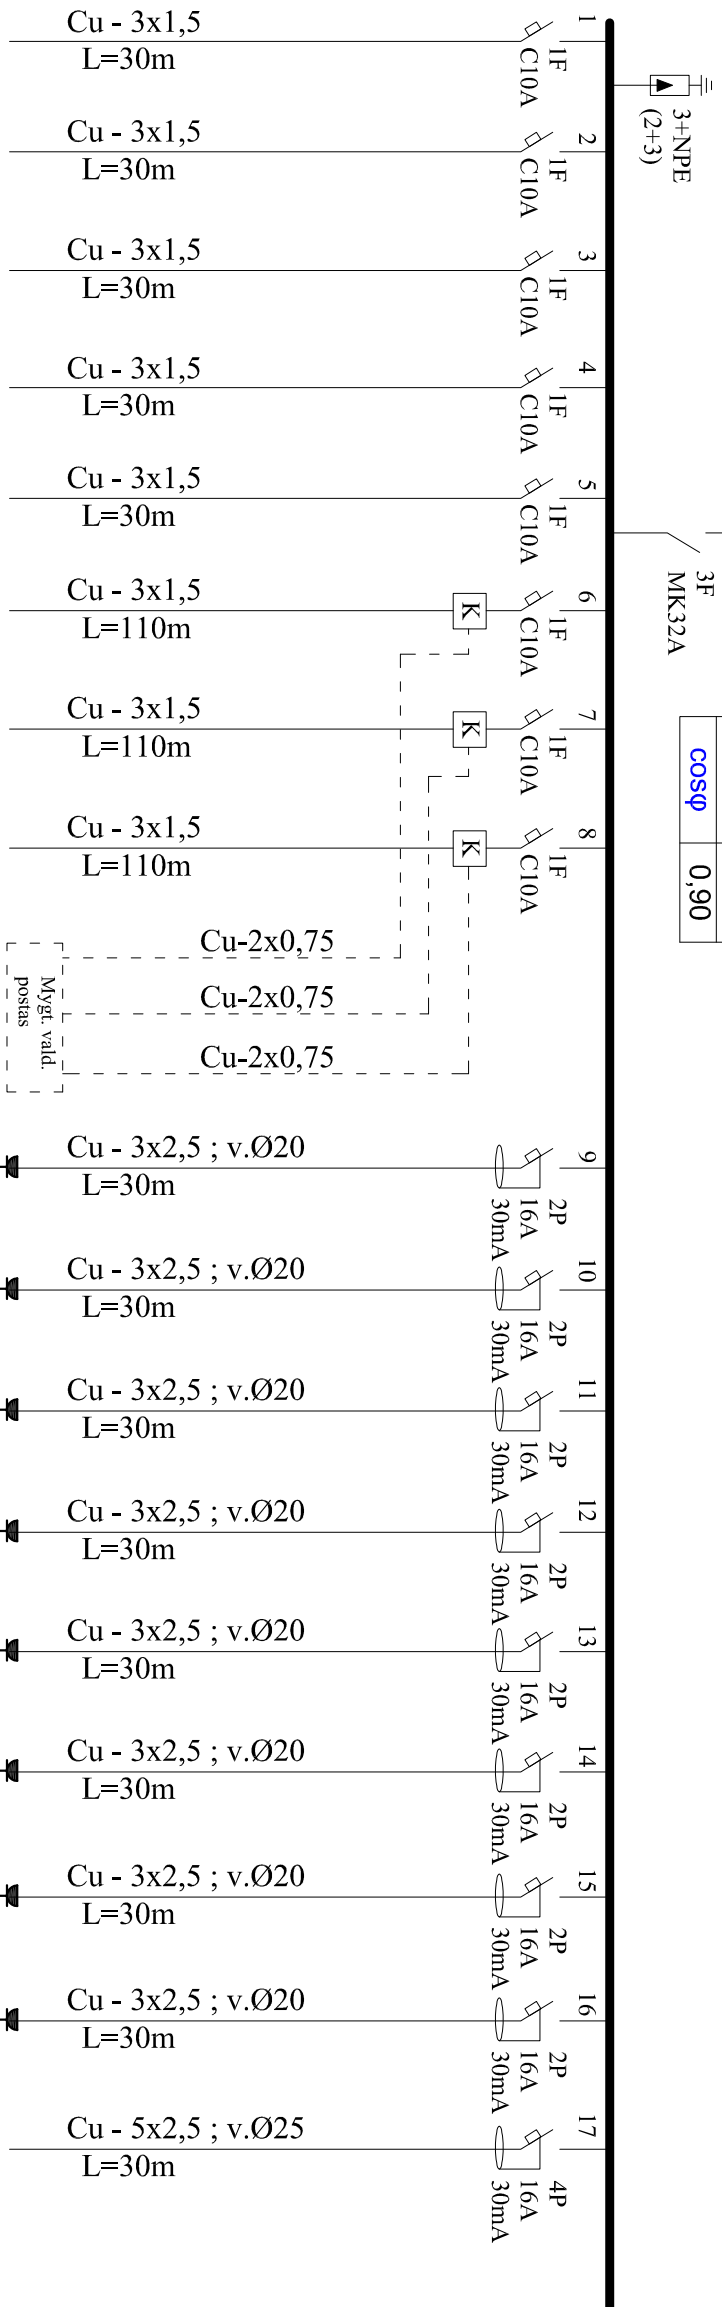 Cu - 3x1,5
L=30m
1
1F
C10A
3+NPE
(2+3)
Cu - 3x1,5
L=30m
2
1F
C10A
Cu - 3x1,5
L=30m
3
1F
C10A
Cu - 3x1,5
L=30m
4
1F
C10A
Cu - 3x1,5
L=30m
5
1F
C10A
3F
MK32A
Cu - 3x1,5
L=110m
K
6
1F
C10A
Cu - 3x1,5
L=110m
K
7
1F
C10A
cosφ
0,90
Cu - 3x1,5
L=110m
K
8
1F
C10A
Cu-2x0,75
Cu-2x0,75
Cu-2x0,75
Mygt. vald.
postas
Cu - 3x2,5 ; v.Ø20
L=30m
9
2P
16A
30mA
Cu - 3x2,5 ; v.Ø20
L=30m
10
2P
16A
30mA
Cu - 3x2,5 ; v.Ø20
L=30m
11
2P
16A
30mA
Cu - 3x2,5 ; v.Ø20
L=30m
12
2P
16A
30mA
Cu - 3x2,5 ; v.Ø20
L=30m
13
2P
16A
30mA
Cu - 3x2,5 ; v.Ø20
L=30m
14
2P
16A
30mA
Cu - 3x2,5 ; v.Ø20
L=30m
15
2P
16A
30mA
Cu - 3x2,5 ; v.Ø20
L=30m
16
2P
16A
30mA
Cu - 5x2,5 ; v.Ø25
L=30m
17
4P
16A
30mA